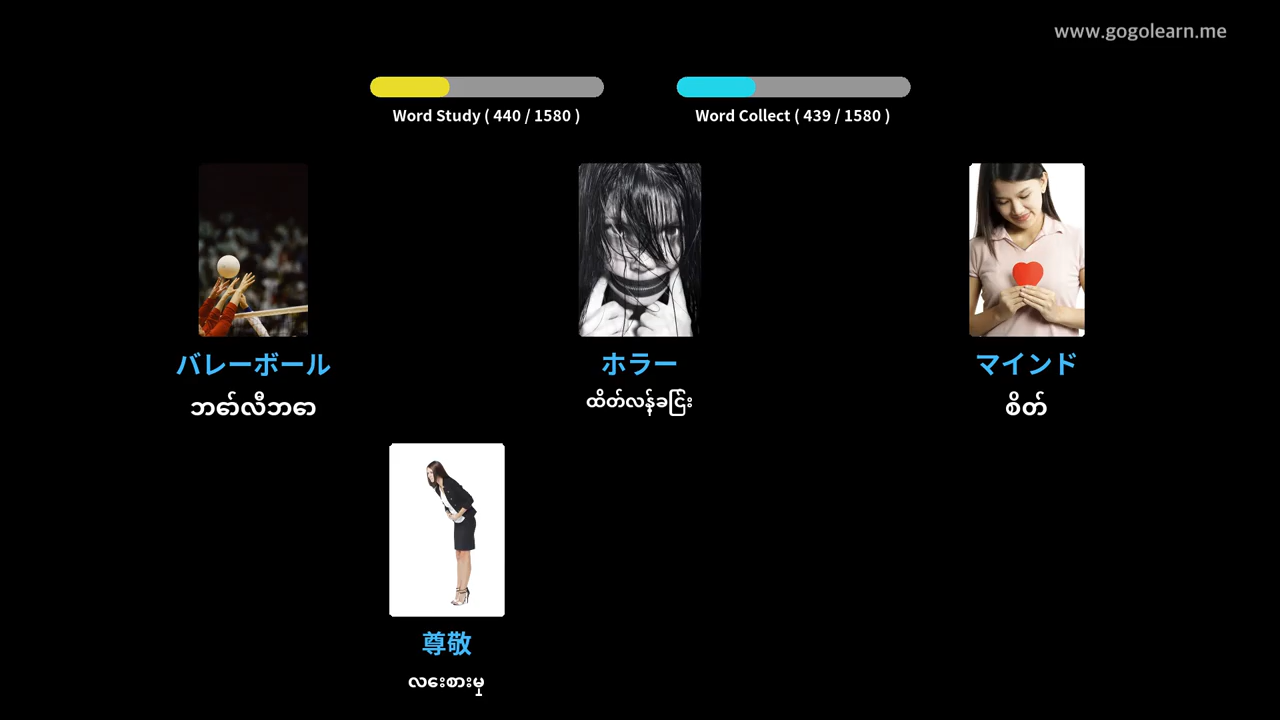 www.gogolearn.me
Word Study ( 440 / 1580 )
Word Collect ( 439 / 1580 )
バレーボール
ဘော်လီဘော
ホラー
ထိတ်လန့်ခြင်း
マインド
စိတ်
尊敬
လေးစားမှု